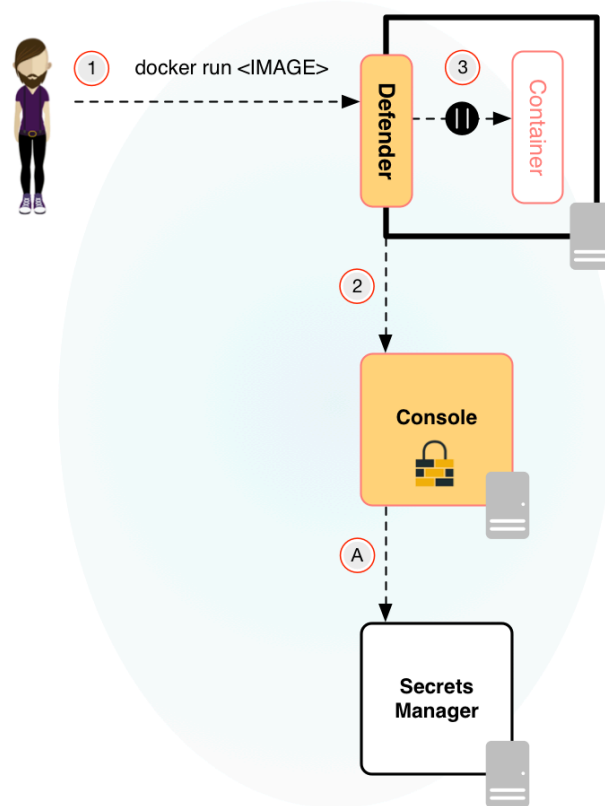 1
docker run <IMAGE>
3
Defender
Container
2
Console
A
Secrets
Manager